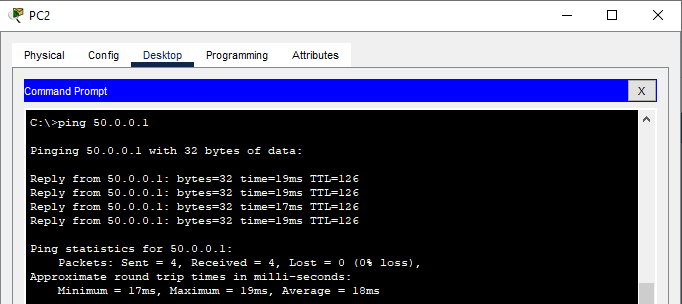 PC2
Physical Config Desktop Programming Attributes
Command Prompt X
C:\>ping 50.0.0.1
Pinging 50.0.0.1 with 32 bytes of data:
Reply from 50.0.0.1: bytes=32 time=19ms TTL=126
Reply from 50.0.0.1: bytes=32 time=19ms TTL=126
Reply from 50.0.0.1: bytes=32 time=17ms TTL=126
Reply from 50.0.0.1: bytes=32 time=19ms TTL=126
Ping statistics for 50.0.0.1:
    Packets: Sent = 4, Received = 4, Lost = 0 (0% loss),
Approximate round trip times in milli-seconds:
    Minimum = 17ms, Maximum = 19ms, Average = 18ms